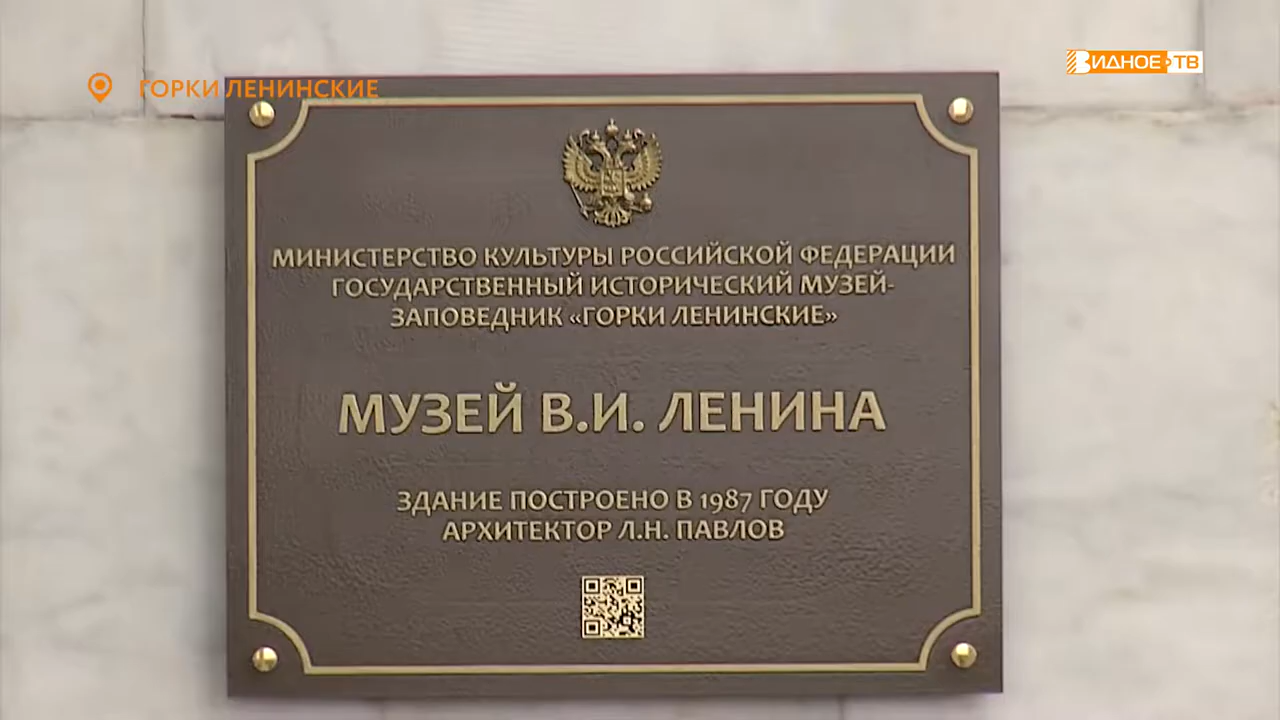 ГОРКИ ЛЕНИНСКИЕ
ВИДНОЕ ТВ
МИНИСТЕРСТВО КУЛЬТУРЫ РОССИЙСКОЙ ФЕДЕРАЦИИ
ГОСУДАРСТВЕННЫЙ ИСТОРИЧЕСКИЙ МУЗЕЙ-
ЗАПОВЕДНИК «ГОРКИ ЛЕНИНСКИЕ»
МУЗЕЙ В.И. ЛЕНИНА
ЗДАНИЕ ПОСТРОЕНО В 1987 ГОДУ
АРХИТЕКТОР Л.Н. ПАВЛОВ